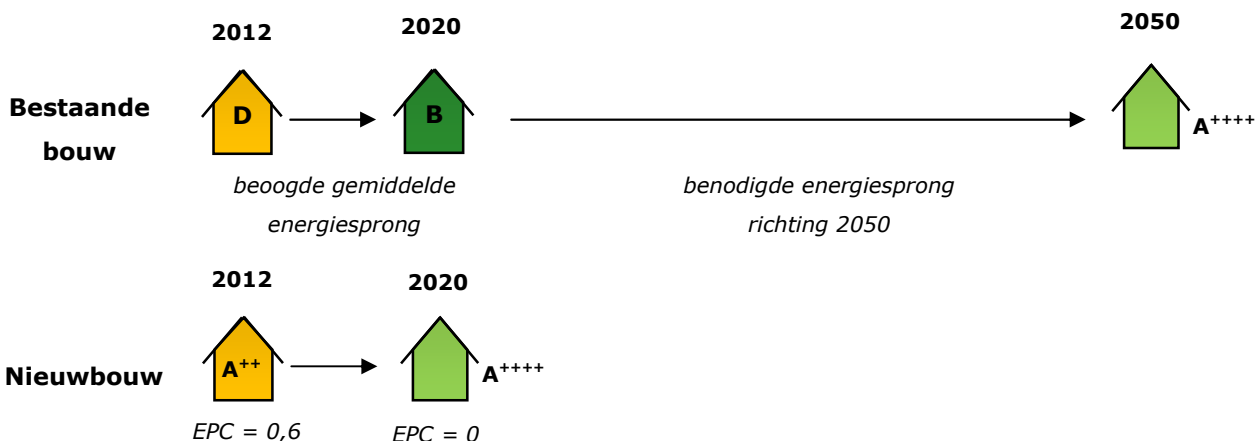 2012 2020 2050
Bestaande
bouw
D B A++++
beoogde gemiddelde
energiesprong
benodigde energiesprong
richting 2050
2012 2020
Nieuwbouw
A++ A++++
EPC = 0,6 EPC = 0